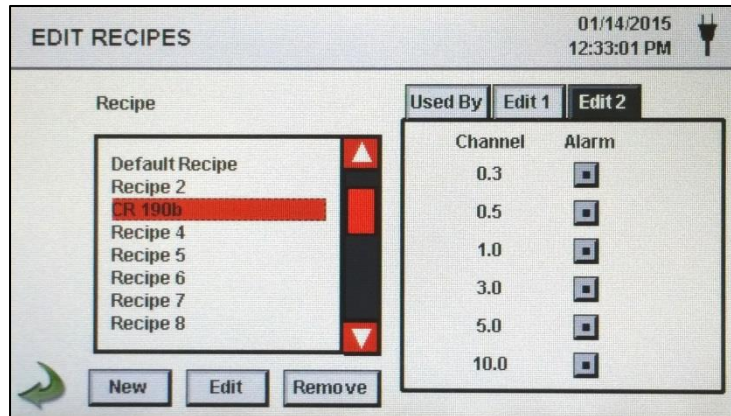 EDIT RECIPES
01/14/2015
12:33:01 PM
Recipe
Default Recipe
Recipe 2
CR 190b
Recipe 4
Recipe 5
Recipe 6
Recipe 7
Recipe 8
New Edit Remove
Used By Edit 1 Edit 2
Channel Alarm
0.3
0.5
1.0
3.0
5.0
10.0